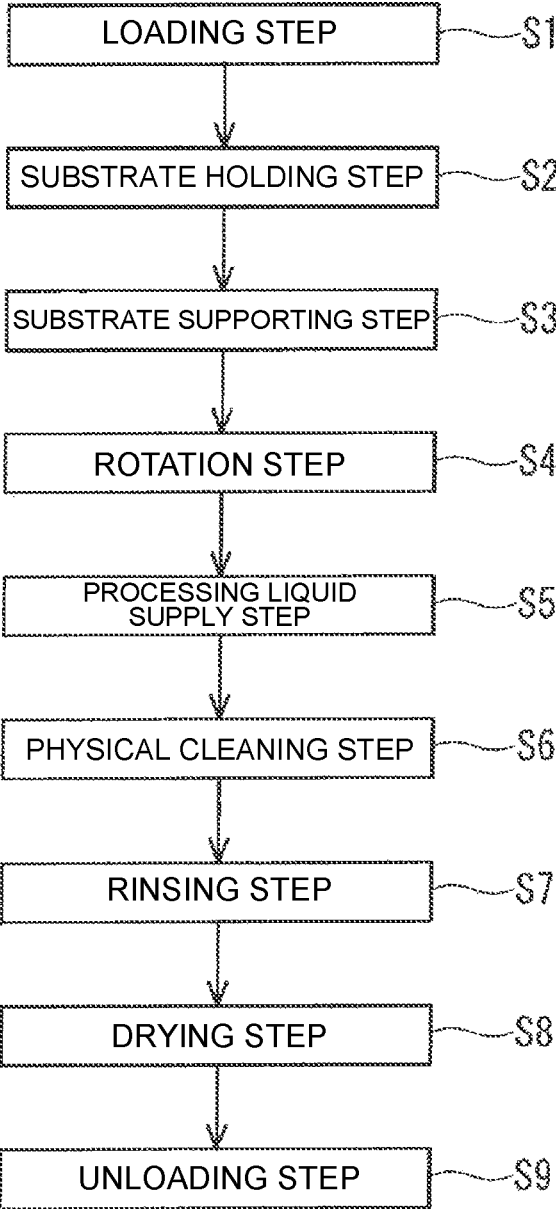 LOADING STEP S1
SUBSTRATE HOLDING STEP S2
SUBSTRATE SUPPORTING STEP S3
ROTATION STEP S4
PROCESSING LIQUID
SUPPLY STEP S5
PHYSICAL CLEANING STEP S6
RINSING STEP S7
DRYING STEP S8
UNLOADING STEP S9